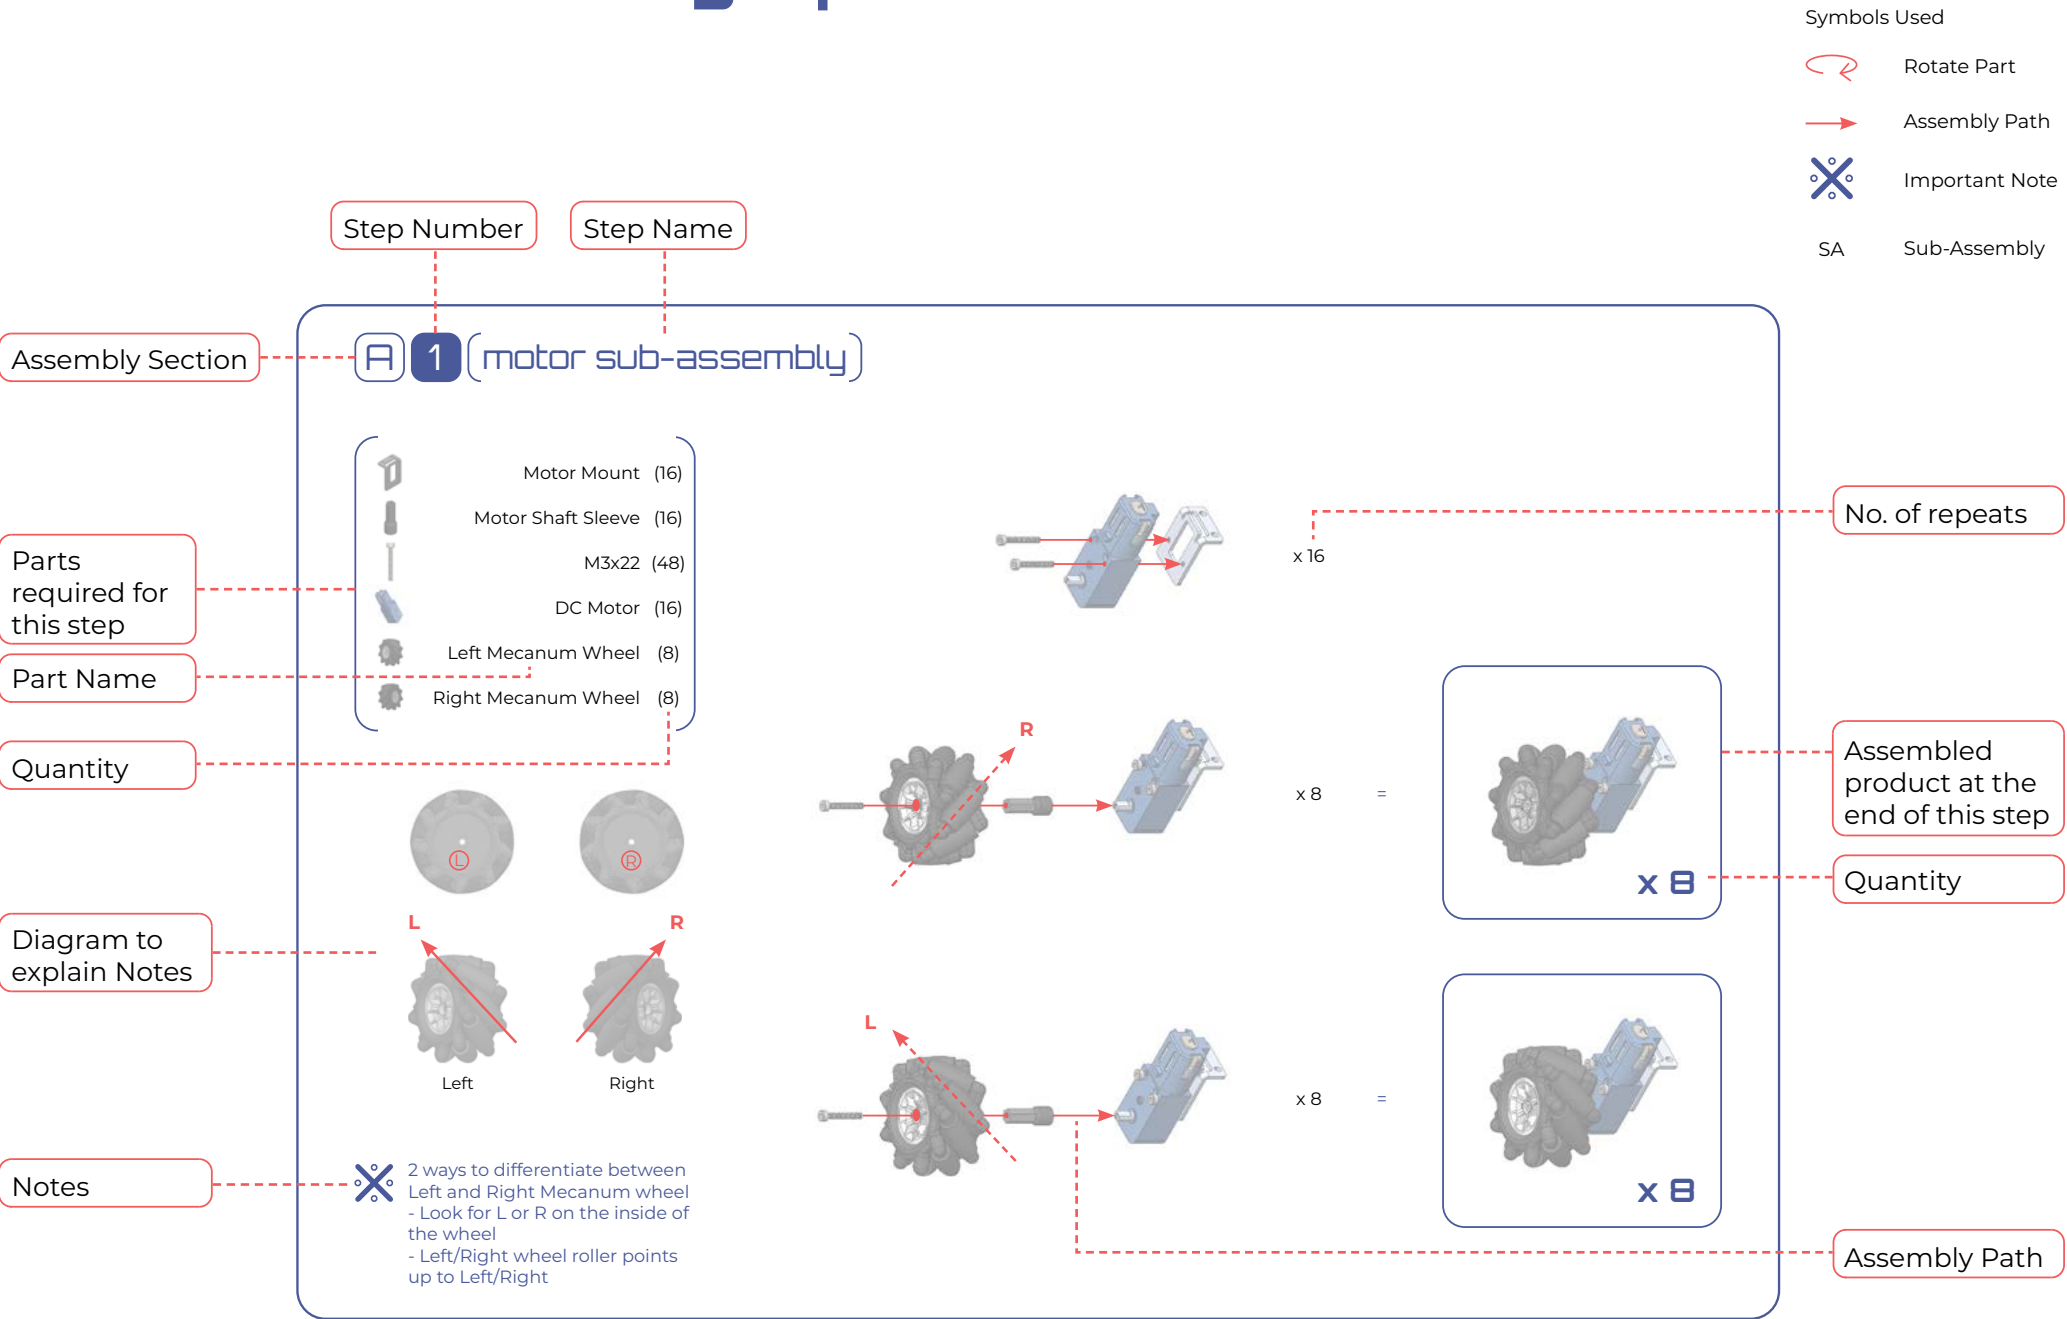 Symbols Used
Rotate Part
Assembly Path
Important Note
SA Sub-Assembly
Step Number
Step Name
Assembly Section
A 1 motor sub-assembly
Motor Mount (16)
Motor Shaft Sleeve (16)
M3x22 (48)
DC Motor (16)
Left Mecanum Wheel (8)
Right Mecanum Wheel (8)
Parts
required for
this step
Part Name
Quantity
x 16
No. of repeats
L
R
L
R
Left
Right
Diagram to
explain Notes
R
x 8 =
x 8
Assembled
product at the
end of this step
Quantity
L
x 8 =
x 8
Notes
2 ways to differentiate between
Left and Right Mecanum wheel
- Look for L or R on the inside of
the wheel
- Left/Right wheel roller points
up to Left/Right
Assembly Path